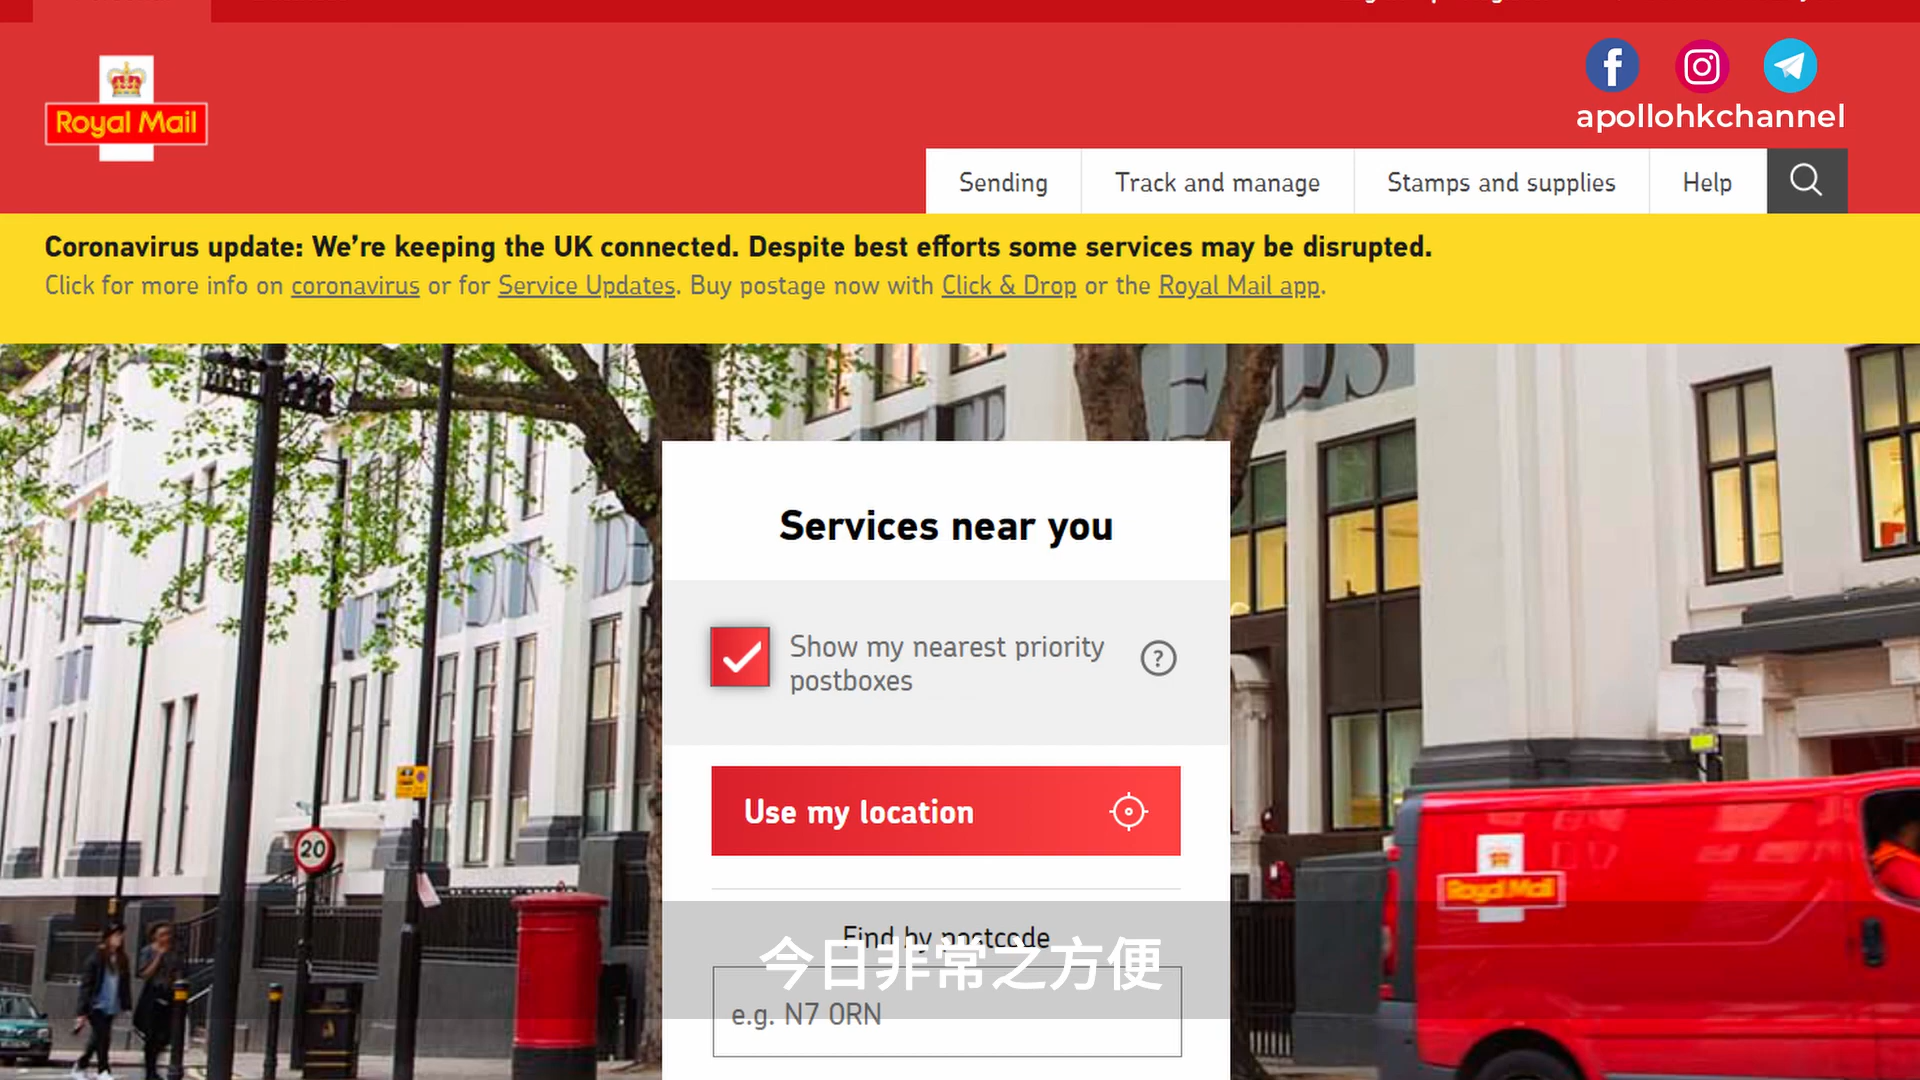 Royal Mail
apollohkchannel
Sending
Track and manage
Stamps and supplies
Help
Coronavirus update: We’re keeping the UK connected. Despite best efforts some services may be disrupted.
Click for more info on coronavirus or for Service Updates. Buy postage now with Click & Drop or the Royal Mail app.
Services near you
Show my nearest priority
postboxes
?
Use my location
20
Royal Mail
Find by postcode
今日非常之方便
e.g. N7 0RN